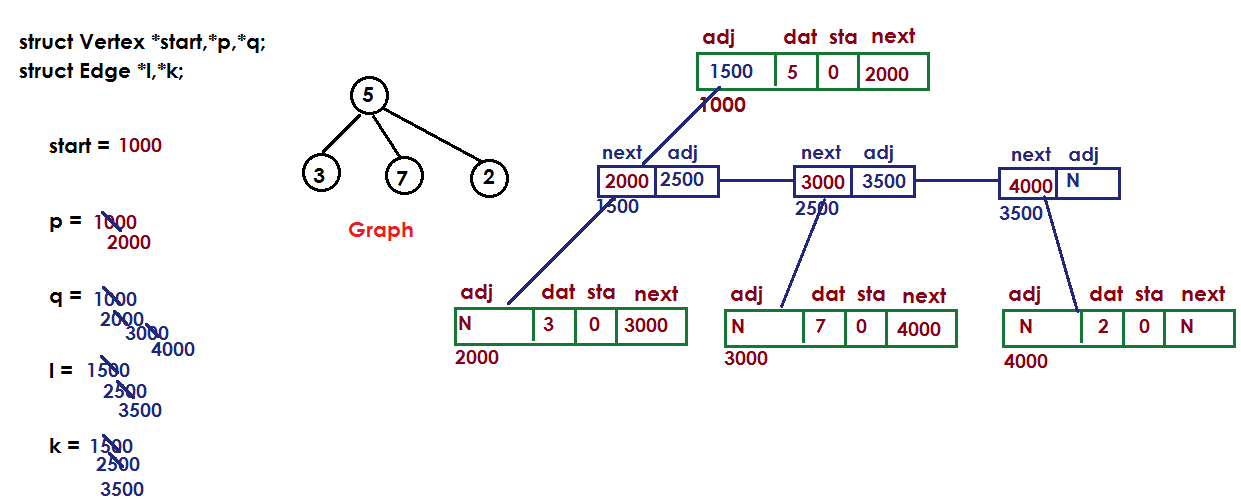 struct Vertex *start,*p,*q;
struct Edge *l,*k;
start = 1000
p = 1000
2000
q = 1000
2000
3000
4000
l = 1500
2500
3500
k = 1500
2500
3500
5
3 7 2
Graph
adj dat sta next
1500 5 0 2000
1000
next adj
2000 2500
1500
next adj
3000 3500
2500
next adj
4000 N
3500
adj dat sta next
N 3 0 3000
2000
adj dat sta next
N 7 0 4000
3000
adj dat sta next
N 2 0 N
4000